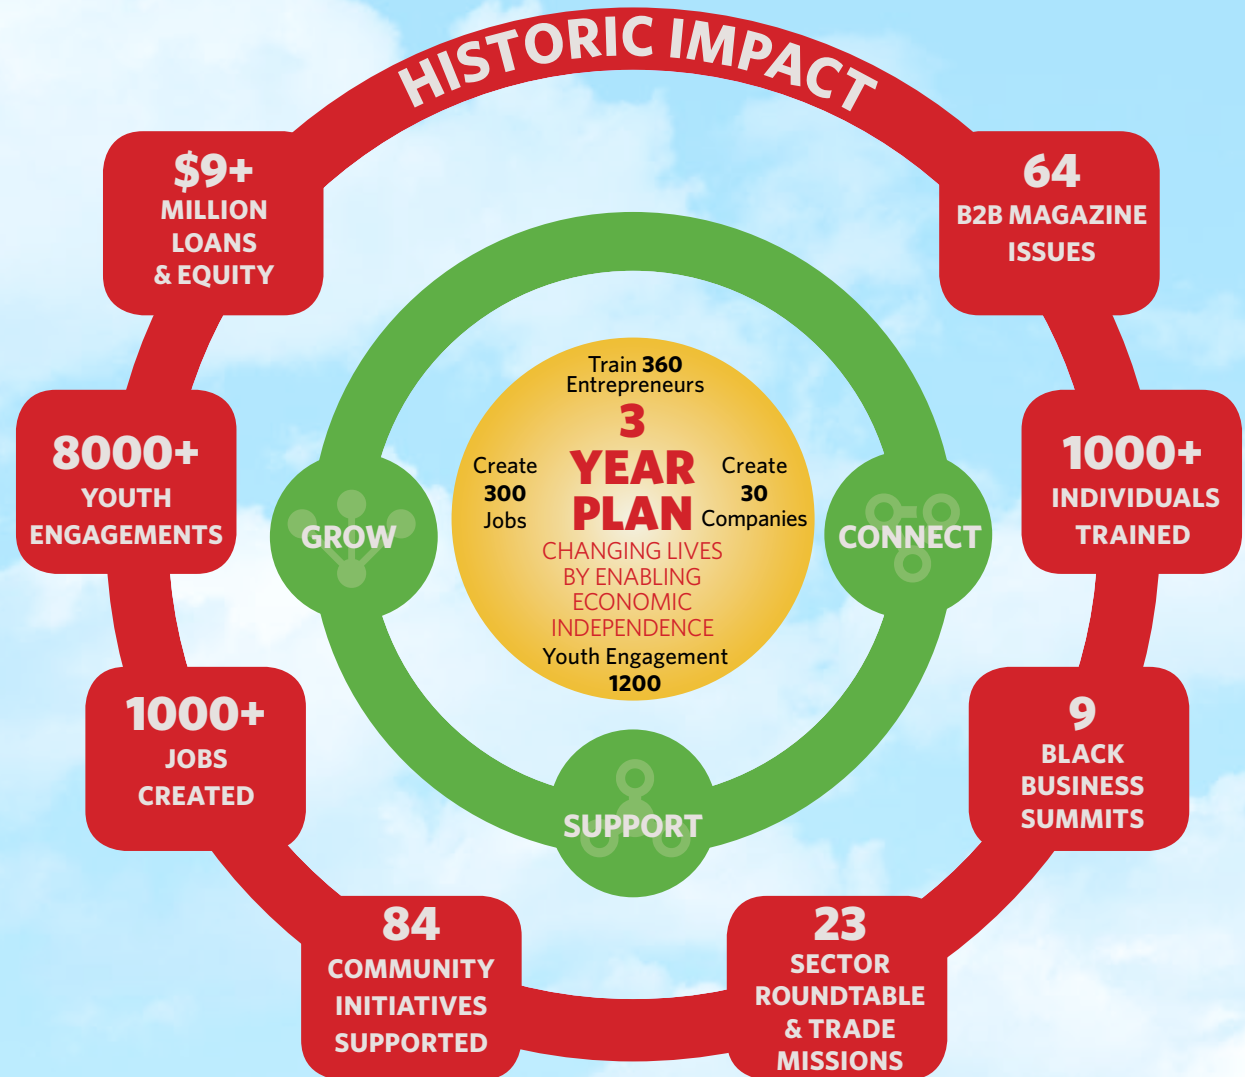 HISTORIC IMPACT
$9+
MILLION
LOANS
& EQUITY
64
B2B MAGAZINE
ISSUES
8000+
YOUTH
ENGAGEMENTS
1000+
INDIVIDUALS
TRAINED
1000+
JOBS
CREATED
9
BLACK
BUSINESS
SUMMITS
84
COMMUNITY
INITIATIVES
SUPPORTED
23
SECTOR
ROUNDTABLE
& TRADE
MISSIONS
GROW
CONNECT
SUPPORT
Train 360
Entrepreneurs
3
YEAR
PLAN
Create
300
Jobs
Create
30
Companies
CHANGING LIVES
BY ENABLING
ECONOMIC
INDEPENDENCE
Youth Engagement
1200